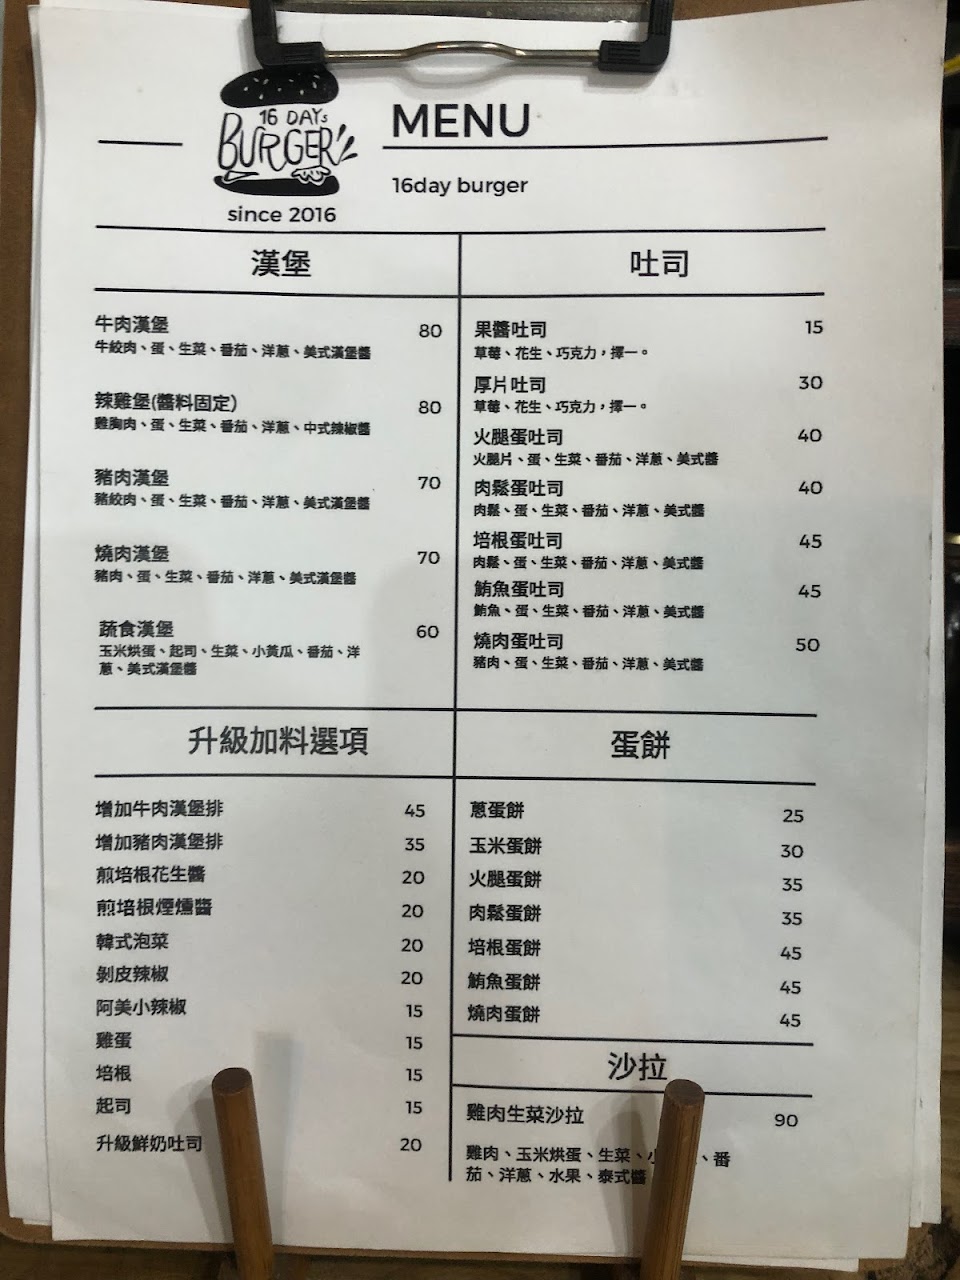 16 DAYs
BURGER
since 2016
MENU
16day burger
漢堡
牛肉漢堡 80
牛絞肉、蛋、生菜、番茄、洋蔥、美式漢堡醬
辣雞堡(醬料固定) 80
雞胸肉、蛋、生菜、番茄、洋蔥、中式辣椒醬
豬肉漢堡 70
豬絞肉、蛋、生菜、番茄、洋蔥、美式漢堡醬
燒肉漢堡 70
豬肉、蛋、生菜、番茄、洋蔥、美式漢堡醬
蔬食漢堡 60
玉米烘蛋、起司、生菜、小黃瓜、番茄、洋
蔥、美式漢堡醬
吐司
果醬吐司 15
草莓、花生、巧克力，擇一。
厚片吐司 30
草莓、花生、巧克力，擇一。
火腿蛋吐司 40
火腿片、蛋、生菜、番茄、洋蔥、美式醬
肉鬆蛋吐司 40
肉鬆、蛋、生菜、番茄、洋蔥、美式醬
培根蛋吐司 45
肉鬆、蛋、生菜、番茄、洋蔥、美式醬
鮪魚蛋吐司 45
鮪魚、蛋、生菜、番茄、洋蔥、美式醬
燒肉蛋吐司 50
豬肉、蛋、生菜、番茄、洋蔥、美式醬
升級加料選項
增加牛肉漢堡排 45
增加豬肉漢堡排 35
煎培根花生醬 20
煎培根煙燻醬 20
韓式泡菜 20
剝皮辣椒 20
阿美小辣椒 15
雞蛋 15
培根 15
起司 15
升級鮮奶吐司 20
蛋餅
蔥蛋餅 25
玉米蛋餅 30
火腿蛋餅 35
肉鬆蛋餅 35
培根蛋餅 45
鮪魚蛋餅 45
燒肉蛋餅 45
沙拉
雞肉生菜沙拉 90
雞肉、玉米烘蛋、生菜、小、番
茄、洋蔥、水果、泰式醬